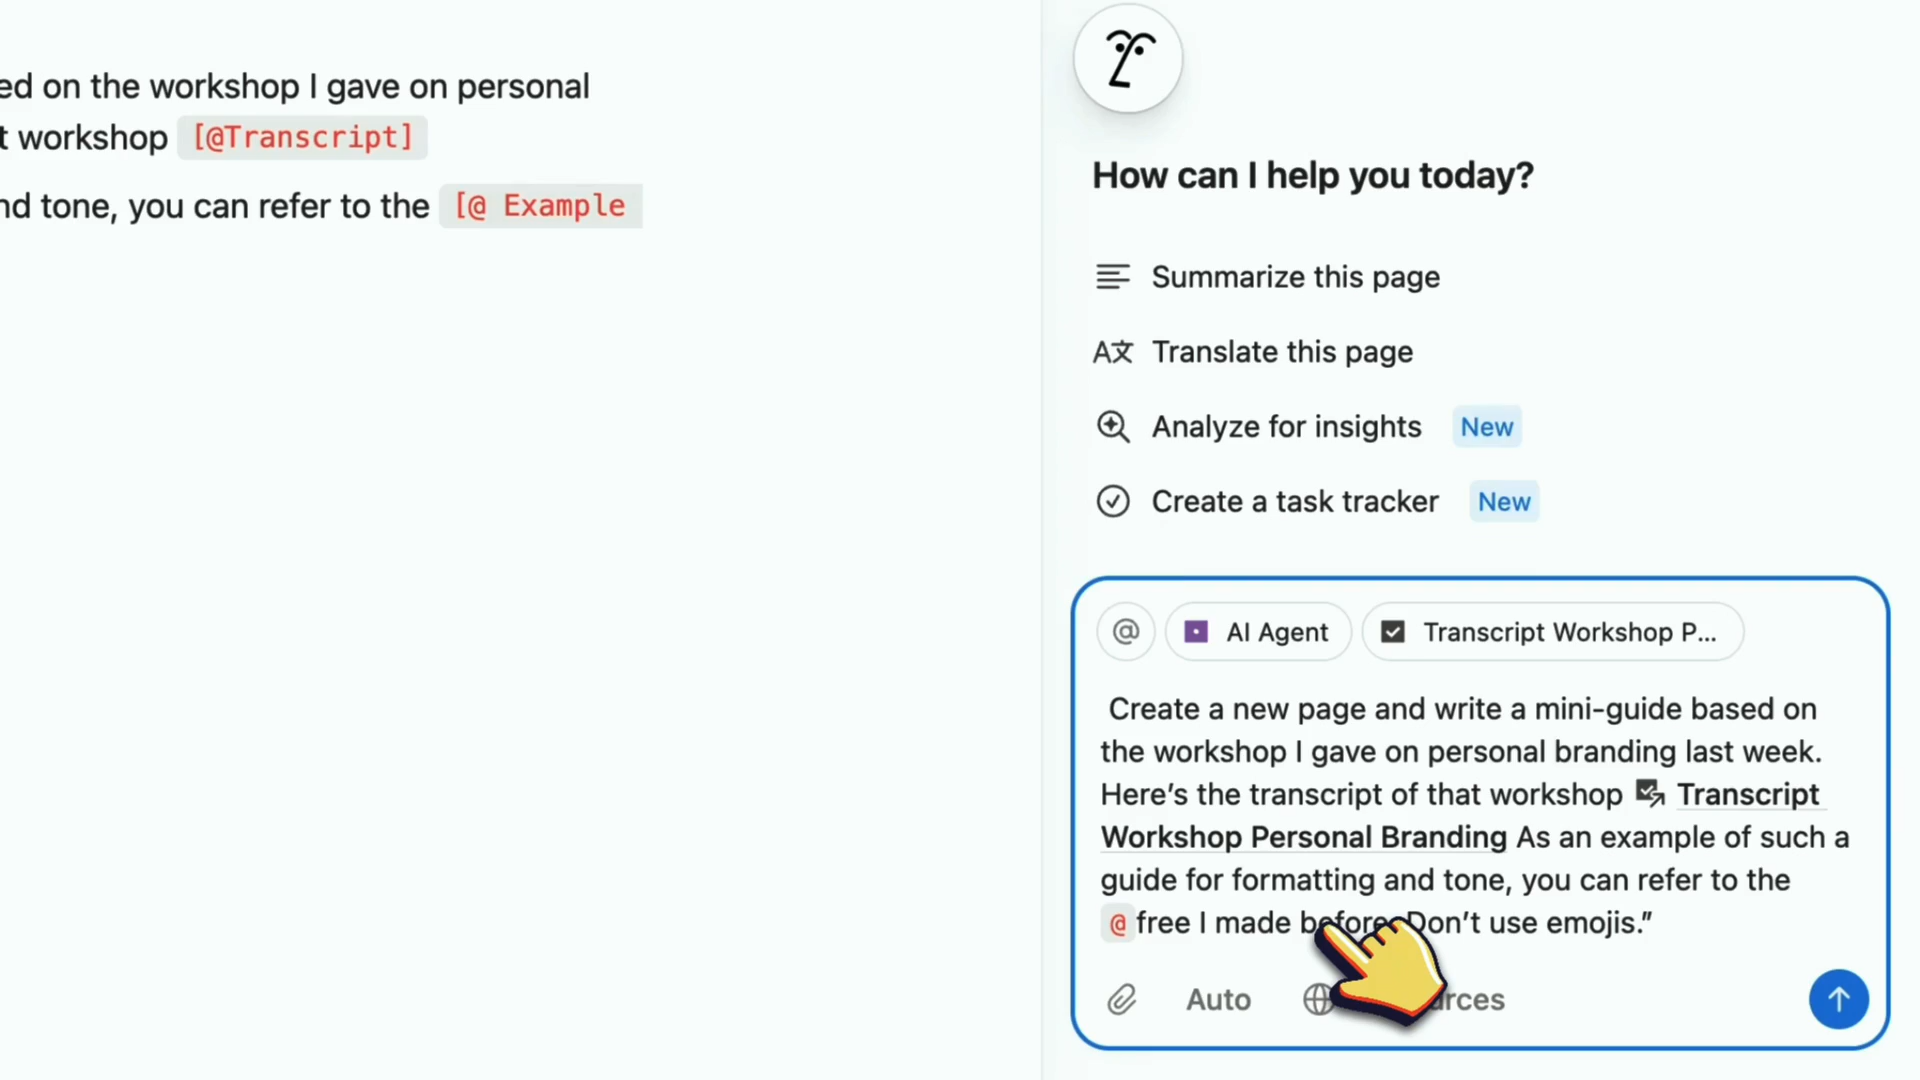 ed on the workshop I gave on personal
t workshop [@Transcript]
nd tone, you can refer to the [@ Example
How can I help you today?
Summarize this page
Translate this page
Analyze for insights New
Create a task tracker New
@ AI Agent Transcript Workshop P...
Create a new page and write a mini-guide based on
the workshop I gave on personal branding last week.
Here’s the transcript of that workshop Transcript
Workshop Personal Branding As an example of such a
guide for formatting and tone, you can refer to the
@free I made before. Don’t use emojis.”
Auto